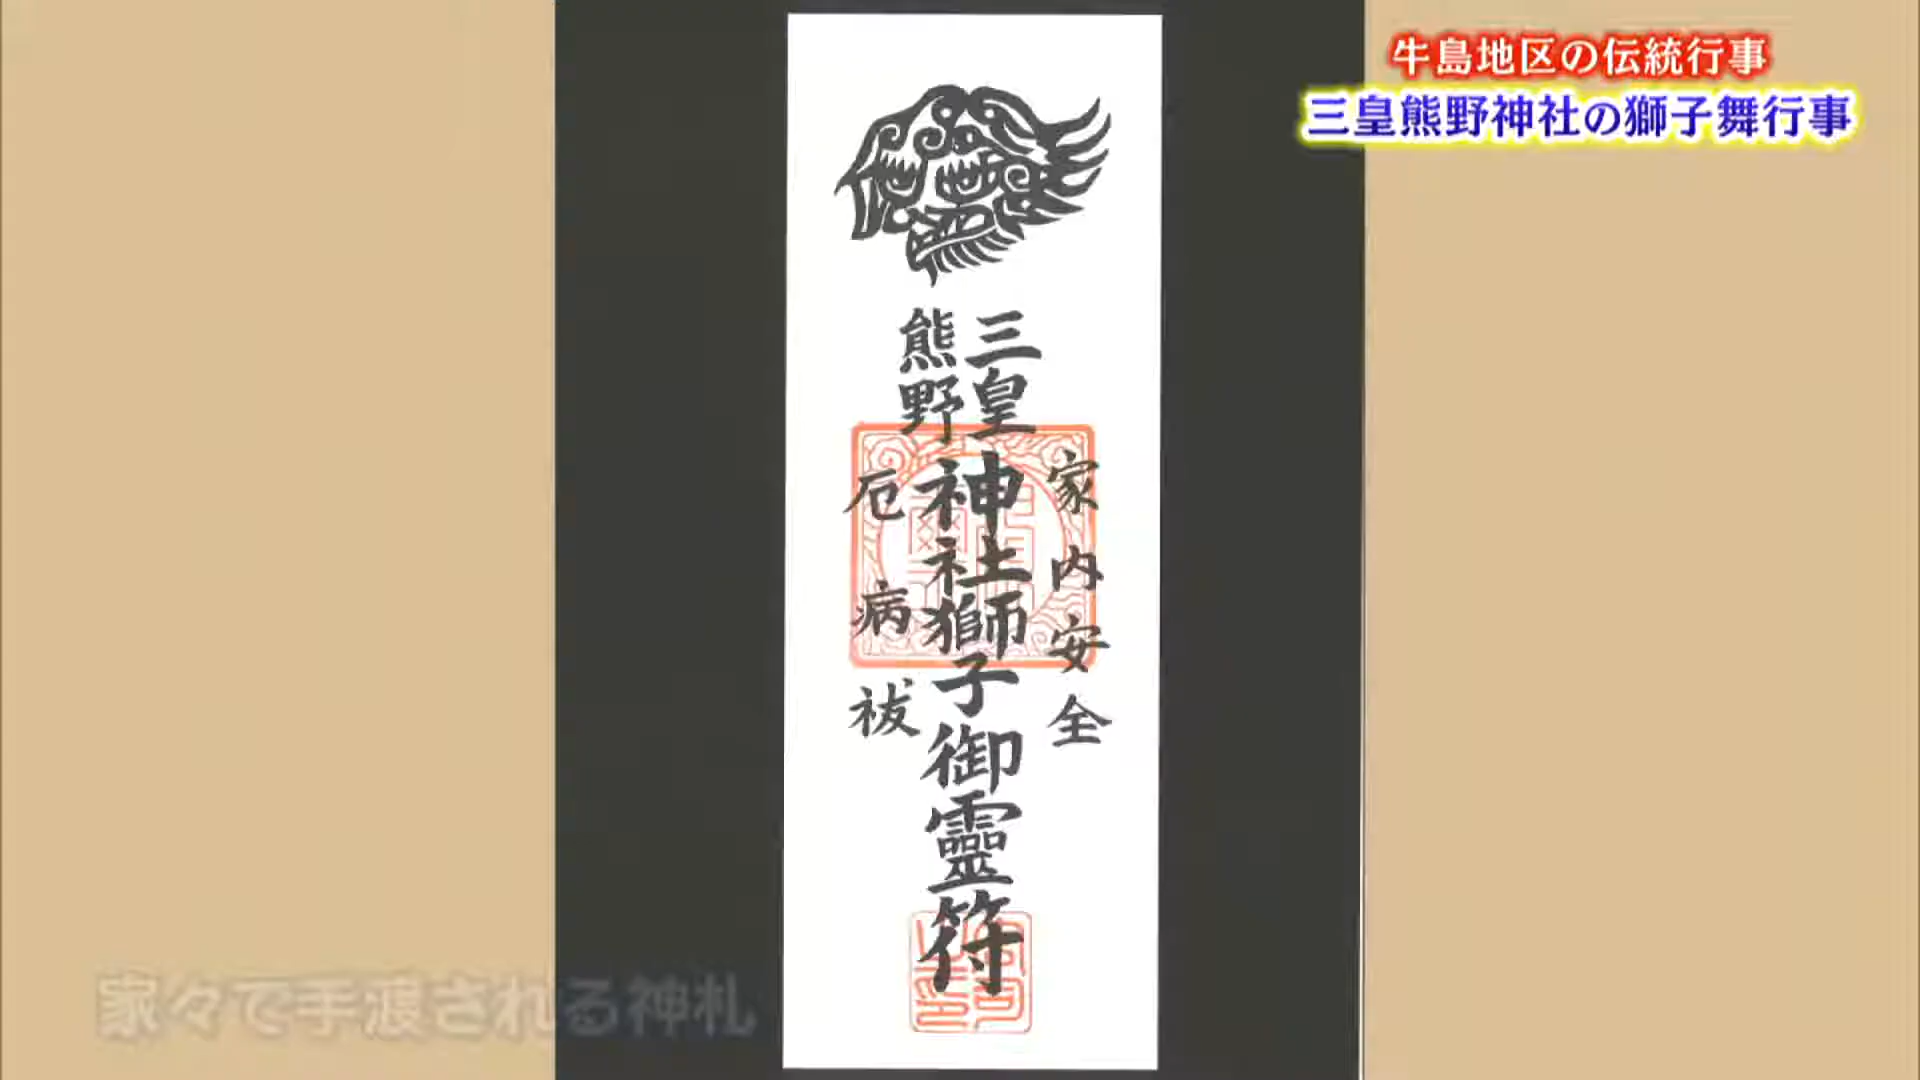 牛島地区の伝統行事
三皇熊野神社の獅子舞行事
三皇
熊野
神社獅子御靈符
家内安全
厄病祓
家々で手渡される神札